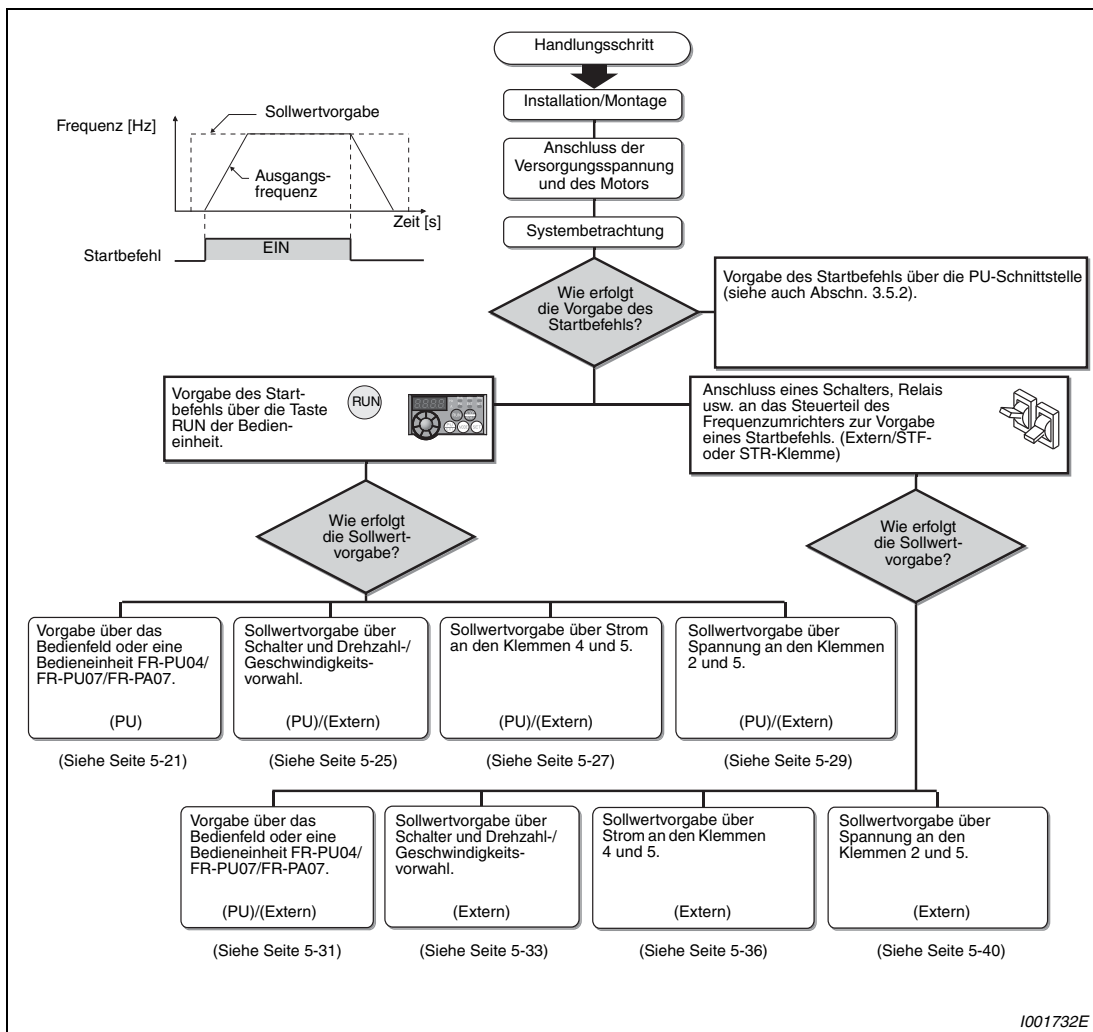 Handlungsschritt
Installation/Montage
Anschluss der
Versorgungsspannung
und des Motors
Systembetrachtung
Frequenz [Hz]
Sollwertvorgabe
Ausgangs-
frequenz
Zeit [s]
Startbefehl
EIN
Wie erfolgt
die Vorgabe des
Startbefehls?
Vorgabe des Startbefehls über die PU-Schnittstelle
(siehe auch Abschn. 3.5.2).
Vorgabe des Start-
befehls über die Taste
RUN der Bedien-
einheit.
RUN
Anschluss eines Schalters, Relais
usw. an das Steuerteil des
Frequenzumrichters zur Vorgabe
eines Startbefehls. (Extern/STF-
oder STR-Klemme)
Wie erfolgt
die Sollwert-
vorgabe?
Wie erfolgt
die Sollwert-
vorgabe?
Vorgabe über das
Bedienfeld oder eine
Bedieneinheit FR-PU04/
FR-PU07/FR-PA07.
(PU)
(Siehe Seite 5-21)
Sollwertvorgabe über
Schalter und Drehzahl-/
Geschwindigkeits-
vorwahl.
(PU)/(Extern)
(Siehe Seite 5-25)
Sollwertvorgabe über Strom
an den Klemmen 4 und 5.
(PU)/(Extern)
(Siehe Seite 5-27)
Sollwertvorgabe über
Spannung an den Klemmen
2 und 5.
(PU)/(Extern)
(Siehe Seite 5-29)
Vorgabe über das
Bedienfeld oder eine
Bedieneinheit FR-PU04/
FR-PU07/FR-PA07.
(PU)/(Extern)
(Siehe Seite 5-31)
Sollwertvorgabe über
Schalter und Drehzahl-/
Geschwindigkeits-
vorwahl.
(Extern)
(Siehe Seite 5-33)
Sollwertvorgabe über
Strom an den Klemmen
4 und 5.
(Extern)
(Siehe Seite 5-36)
Sollwertvorgabe über
Spannung an den
Klemmen 2 und 5.
(Extern)
(Siehe Seite 5-40)
I001732E